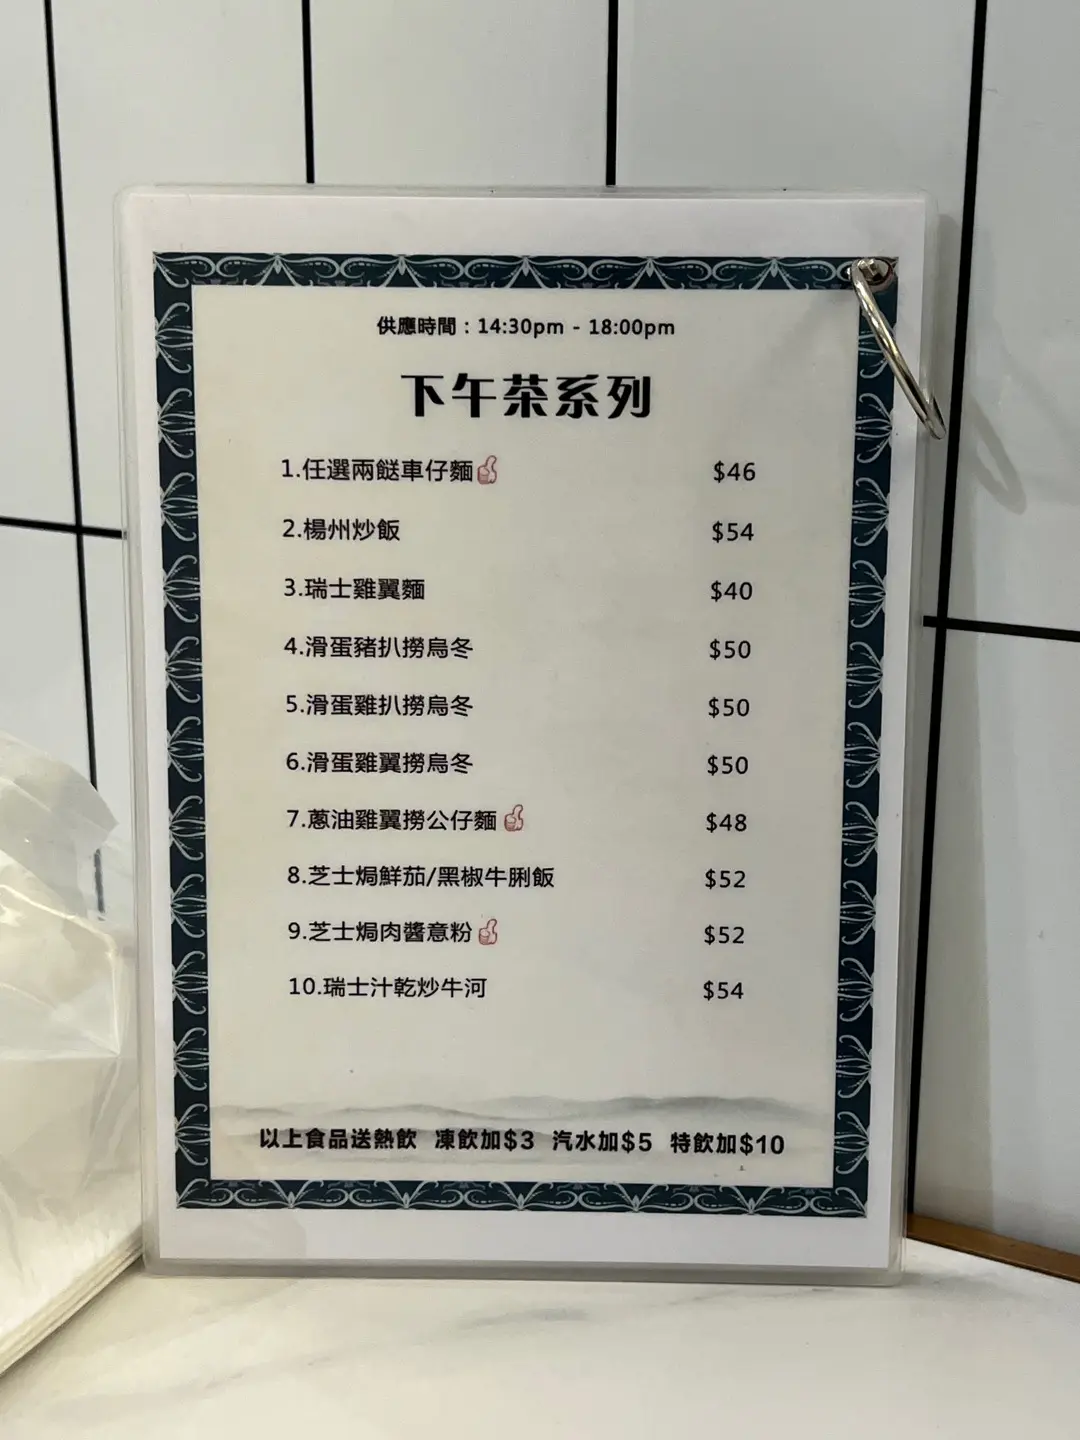 供應時間：14:30pm - 18:00pm
下午茶系列
1.任選兩餸車仔麵 $46
2.楊州炒飯 $54
3.瑞士雞翼麵 $40
4.滑蛋豬扒撈烏冬 $50
5.滑蛋雞扒撈烏冬 $50
6.滑蛋雞翼撈烏冬 $50
7.蔥油雞翼撈公仔麵 $48
8.芝士焗鮮茄/黑椒牛脷飯 $52
9.芝士焗肉醬意粉 $52
10.瑞士汁乾炒牛河 $54
以上食品送熱飲 凍飲加$3 汽水加$5 特飲加$10